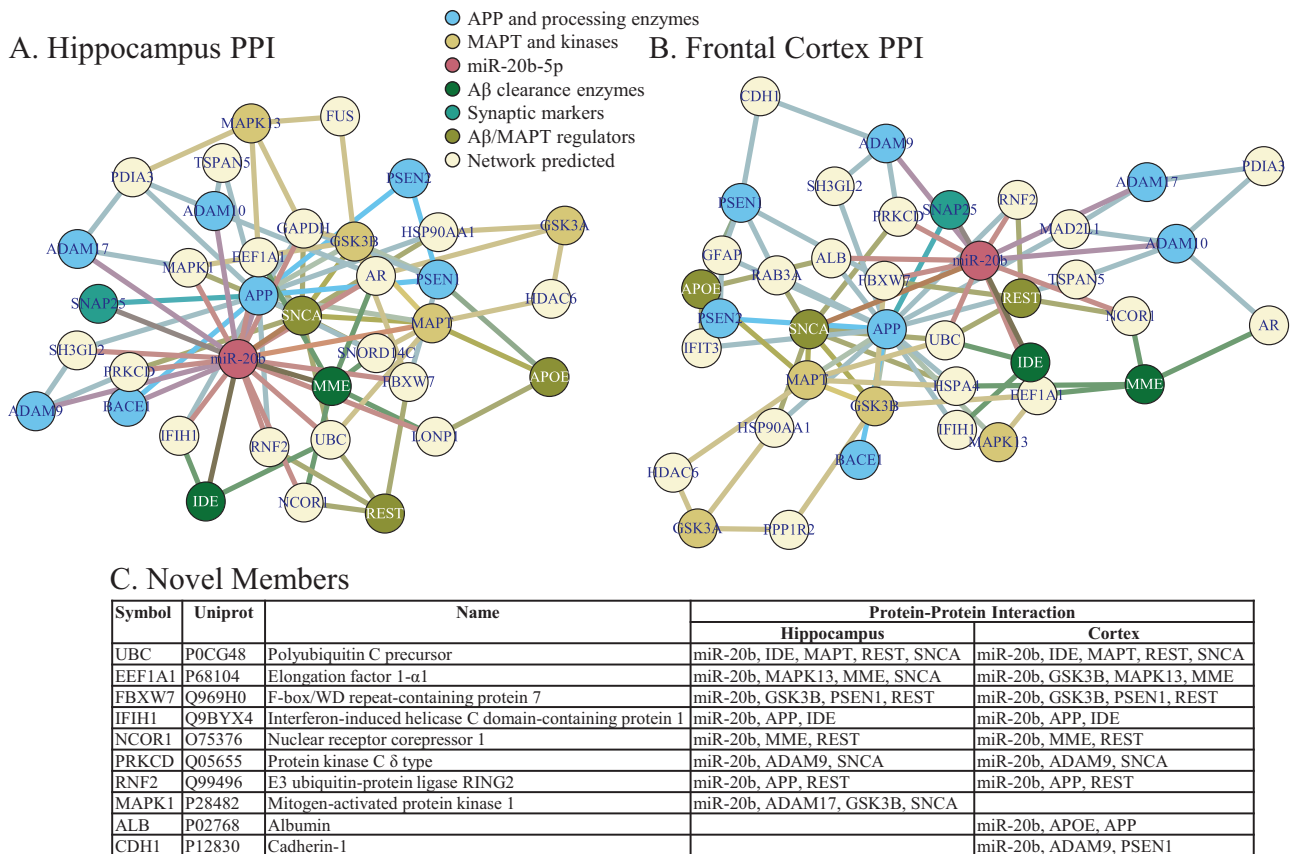 A. Hippocampus PPI
APP and processing enzymes
MAPT and kinases
miR-20b-5p
Aβ clearance enzymes
Synaptic markers
Aβ/MAPT regulators
Network predicted
B. Frontal Cortex PPI
MAPK13
FUS
TSPAN5
PDIA3
PSEN2
ADAM10
GAPDH
GSK3B
HSP90AA1
GSK3A
ADAM17
MAPK1
EEF1A1
AR
PSEN1
APP
SNAP25
SNCA
MAPT
HDAC6
SH3GL2
miR-20b
SNORD14C
PRKCD
MME
FBXW7
APOE
ADAM9
BACE1
IFIH1
RNF2
UBC
LONP1
IDE
NCOR1
REST
CDH1
ADAM9
PDIA3
SH3GL2
ADAM17
PSEN1
PRKCD
SNAP25
RNF2
MAD2L1
ADAM10
GFAP
ALB
miR-20b
RAB3A
FBXW7
TSPAN5
APOE
REST
PSEN2
SNCA
APP
NCOR1
AR
IFIT3
UBC
IDE
MAPT
HSPA4
MME
GSK3B
EEF1A1
HSP90AA1
IFIH1
MAPK13
BACE1
HDAC6
GSK3A
PPP1R2
C. Novel Members
Symbol Uniprot Name Protein-Protein Interaction
Hippocampus Cortex
UBC P0CG48 Polyubiquitin C precursor miR-20b, IDE, MAPT, REST, SNCA miR-20b, IDE, MAPT, REST, SNCA
EEF1A1 P68104 Elongation factor 1-α1 miR-20b, MAPK13, MME, SNCA miR-20b, GSK3B, MAPK13, MME
FBXW7 Q969H0 F-box/WD repeat-containing protein 7 miR-20b, GSK3B, PSEN1, REST miR-20b, GSK3B, PSEN1, REST
IFIH1 Q9BYX4 Interferon-induced helicase C domain-containing protein 1 miR-20b, APP, IDE miR-20b, APP, IDE
NCOR1 O75376 Nuclear receptor corepressor 1 miR-20b, MME, REST miR-20b, MME, REST
PRKCD Q05655 Protein kinase C δ type miR-20b, ADAM9, SNCA miR-20b, ADAM9, SNCA
RNF2 Q99496 E3 ubiquitin-protein ligase RING2 miR-20b, APP, REST miR-20b, APP, REST
MAPK1 P28482 Mitogen-activated protein kinase 1 miR-20b, ADAM17, GSK3B, SNCA
ALB P02768 Albumin miR-20b, APOE, APP
CDH1 P12830 Cadherin-1 miR-20b, ADAM9, PSEN1